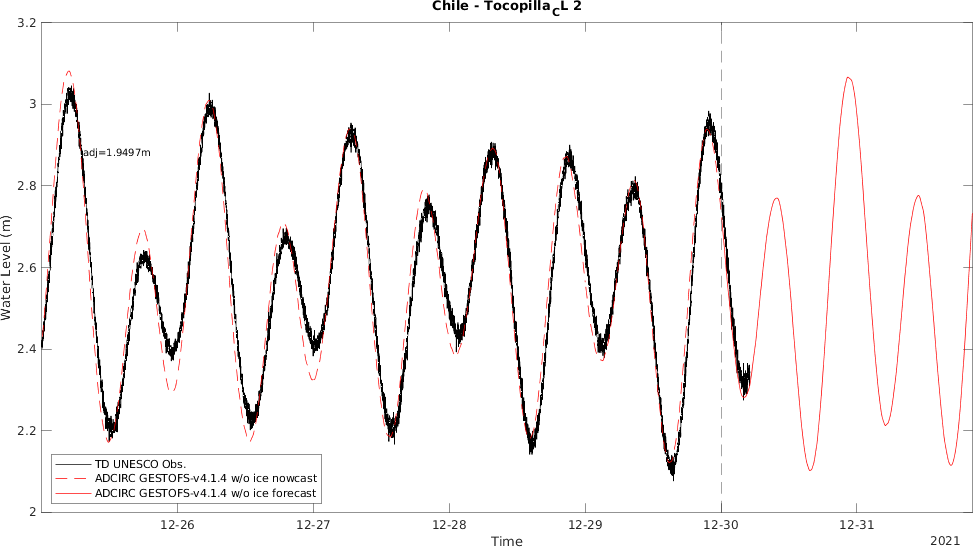 Chile - Tocopilla_CL 2
3.2
3
2.8
2.6
2.4
2.2
2
Water Level (m)
adj=1.9497m
TD UNESCO Obs.
ADCIRC GESTOFS-v4.1.4 w/o ice nowcast
ADCIRC GESTOFS-v4.1.4 w/o ice forecast
12-26
12-27
12-28
12-29
12-30
12-31
Time
2021